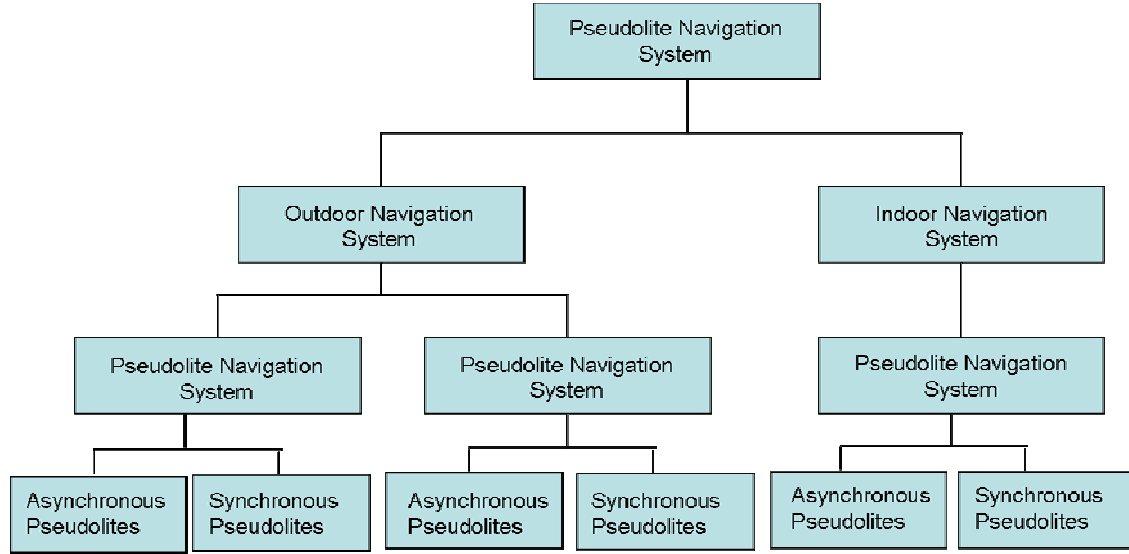 Pseudolite Navigation
System
Outdoor Navigation
System
Indoor Navigation
System
Pseudolite Navigation
System
Pseudolite Navigation
System
Pseudolite Navigation
System
Asynchronous
Pseudolites
Synchronous
Pseudolites
Asynchronous
Pseudolites
Synchronous
Pseudolites
Asynchronous
Pseudolites
Synchronous
Pseudolites